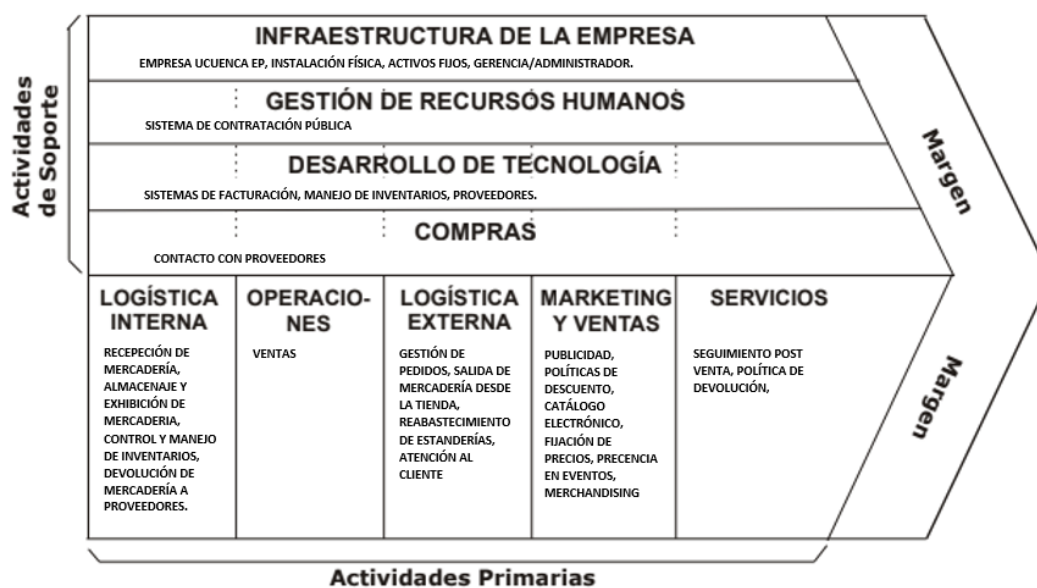 Actividades
de Soporte
INFRAESTRUCTURA DE LA EMPRESA
EMPRESA UCUENCA EP, INSTALACIÓN FÍSICA, ACTIVOS FIJOS, GERENCIA/ADMINISTRADOR.
GESTIÓN DE RECURSOS HUMANOS
SISTEMA DE CONTRATACIÓN PÚBLICA
DESARROLLO DE TECNOLOGÍA
SISTEMAS DE FACTURACIÓN, MANEJO DE INVENTARIOS, PROVEEDORES.
COMPRAS
CONTACTO CON PROVEEDORES
Margen
LOGÍSTICA
INTERNA
RECEPECIÓN DE
MERCADERÍA,
ALMACENAJE Y
EXHIBICIÓN DE
MERCADERIA,
CONTROL Y MANEJO
DE INVENTARIOS,
DEVOLUCIÓN DE
MERCADERÍA A
PROVEEDORES.
OPERACIO-
NES
VENTAS
LOGÍSTICA
EXTERNA
GESTIÓN DE
PEDIDOS, SALIDA DE
MERCADERÍA DESDE
LA TIENDA,
REABASTECIMIENTO
DE ESTANDERÍAS,
ATENCIÓN AL
CLIENTE
MARKETING
Y VENTAS
PUBLICIDAD,
POLÍTICAS DE
DESCUENTO,
CATÁLOGO
ELECTRÓNICO,
FIJACIÓN DE
PRECIOS, PRECENCIA
EN EVENTOS,
MERCHANDISING
SERVICIOS
SEGUIMIENTO POST
VENTA, POLÍTICA DE
DEVOLUCIÓN,
Margen
Actividades Primarias